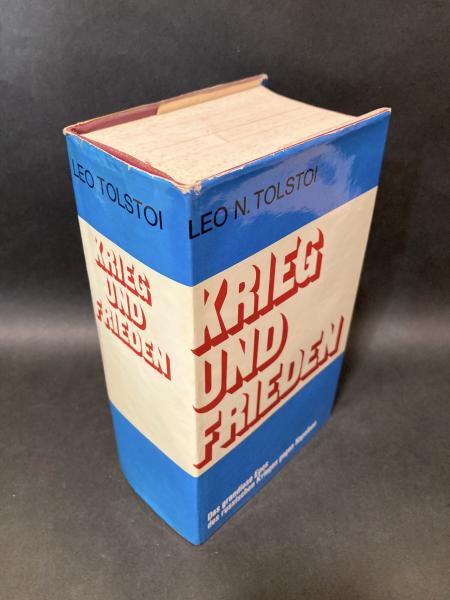 LEO TOLSTOI
KRIEG
UND
FRIEDEN
LEO N. TOLSTOI
KRIEG
UND
FRIEDEN
Das grandiose Epos
des russischen Krieges gegen Napoleon